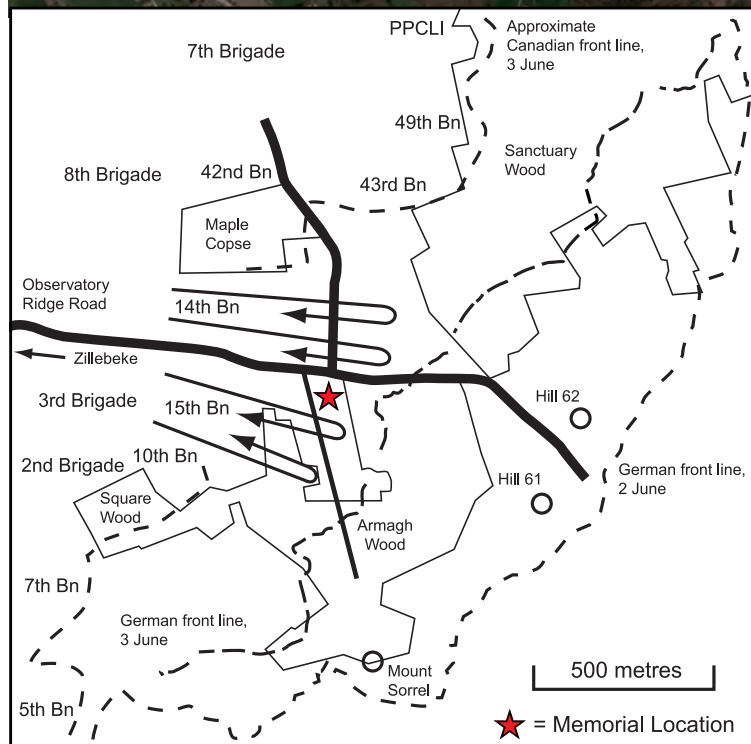 PPCLI
Approximate
Canadian front line,
3 June
7th Brigade
49th Bn
Sanctuary
Wood
8th Brigade
42nd Bn
43rd Bn
Maple
Copse
Observatory
Ridge Road
14th Bn
Zillebeke
3rd Brigade
15th Bn
Hill 62
2nd Brigade
10th Bn
German front line,
2 June
Hill 61
Square
Wood
Armagh
Wood
7th Bn
German front line,
3 June
Mount
Sorrel
500 metres
5th Bn
= Memorial Location